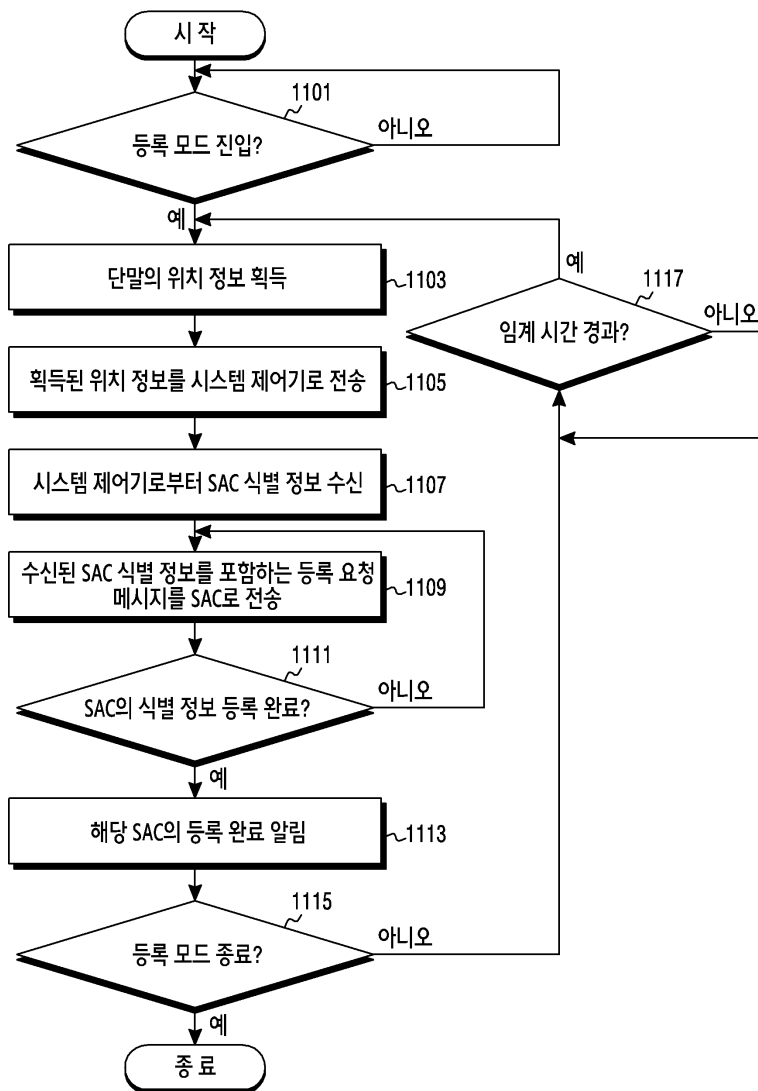 시작
1101
등록 모드 진입?
아니오
예
단말의 위치 정보 획득
1103
예
1117
임계 시간 경과?
아니오
획득된 위치 정보를 시스템 제어기로 전송
1105
시스템 제어기로부터 SAC 식별 정보 수신
1107
수신된 SAC 식별 정보를 포함하는 등록 요청
메시지를 SAC로 전송
1109
1111
SAC의 식별 정보 등록 완료?
아니오
예
해당 SAC의 등록 완료 알림
1113
1115
등록 모드 종료?
아니오
예
종료